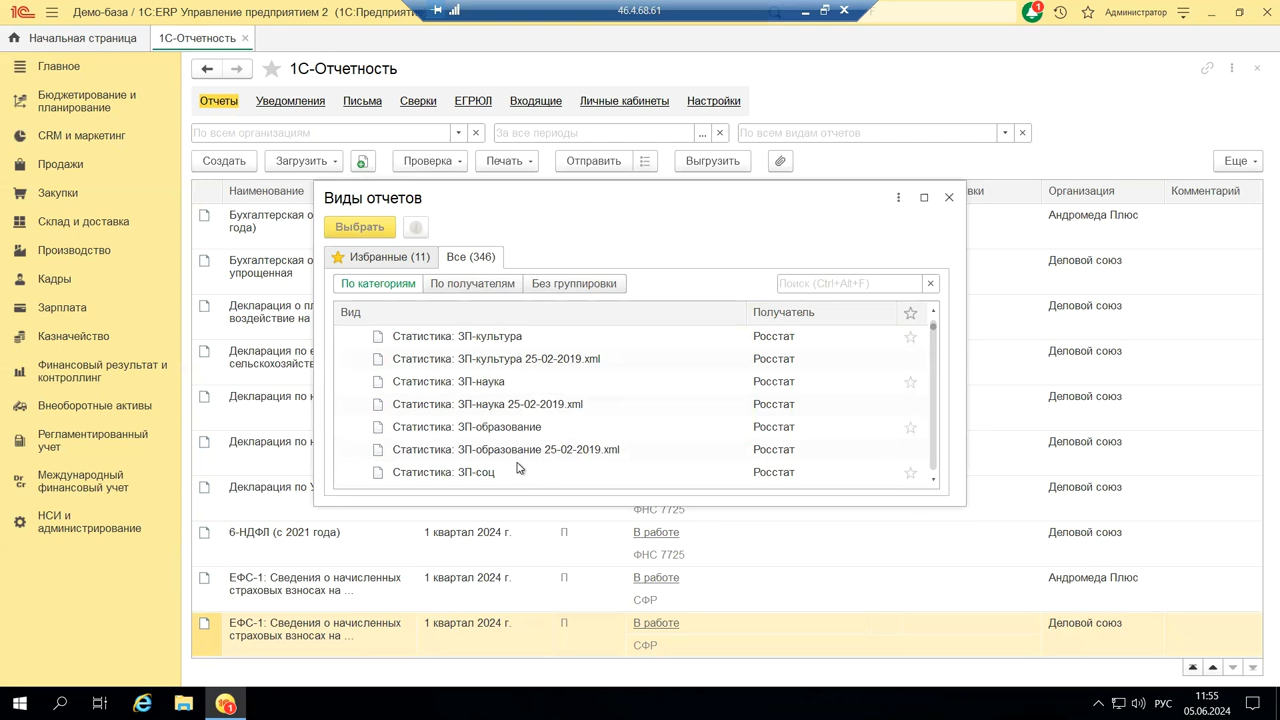 Демо-база / 1С:ERP Управление предприятием 2 (1С:Предприяти
46.4.68.61
1
Администратор
Начальная страница
1С-Отчетность
Главное
Бюджетирование и
планирование
CRM и маркетинг
Продажи
Закупки
Склад и доставка
Производство
Кадры
Зарплата
Казначейство
Финансовый результат и
контроллинг
Внеоборотные активы
Регламентированный
учет
Международный
финансовый учет
НСИ и
администрирование
1С-Отчетность
Отчеты
Уведомления
Письма
Сверки
ЕГРЮЛ
Входящие
Личные кабинеты
Настройки
По всем организациям
За все периоды
...
По всем видам отчетов
Создать
Загрузить
Проверка
Печать
Отправить
Выгрузить
Еще
Наименование
вки
Организация
Комментарий
Бухгалтерская о
года)
Андромеда Плюс
Бухгалтерская о
упрощенная
Деловой союз
Декларация о пл
воздействие на
Деловой союз
Декларация по е
сельскохозяйств
Деловой союз
Декларация по н
Деловой союз
Декларация по н
Деловой союз
Декларация по У
ФНС 7725
Деловой союз
6-НДФЛ (с 2021 года)
1 квартал 2024 г.
П
В работе
ФНС 7725
Деловой союз
ЕФС-1: Сведения о начисленных
страховых взносах на ...
1 квартал 2024 г.
П
В работе
СФР
Андромеда Плюс
ЕФС-1: Сведения о начисленных
страховых взносах на ...
1 квартал 2024 г.
П
В работе
СФР
Деловой союз
Виды отчетов
Выбрать
Избранные (11)
Все (346)
По категориям
По получателям
Без группировки
Поиск (Ctrl+Alt+F)
Вид
Получатель
Статистика: ЗП-культура
Росстат
Статистика: ЗП-культура 25-02-2019.xml
Росстат
Статистика: ЗП-наука
Росстат
Статистика: ЗП-наука 25-02-2019.xml
Росстат
Статистика: ЗП-образование
Росстат
Статистика: ЗП-образование 25-02-2019.xml
Росстат
Статистика: ЗП-соц
Росстат
РУС
11:55
05.06.2024